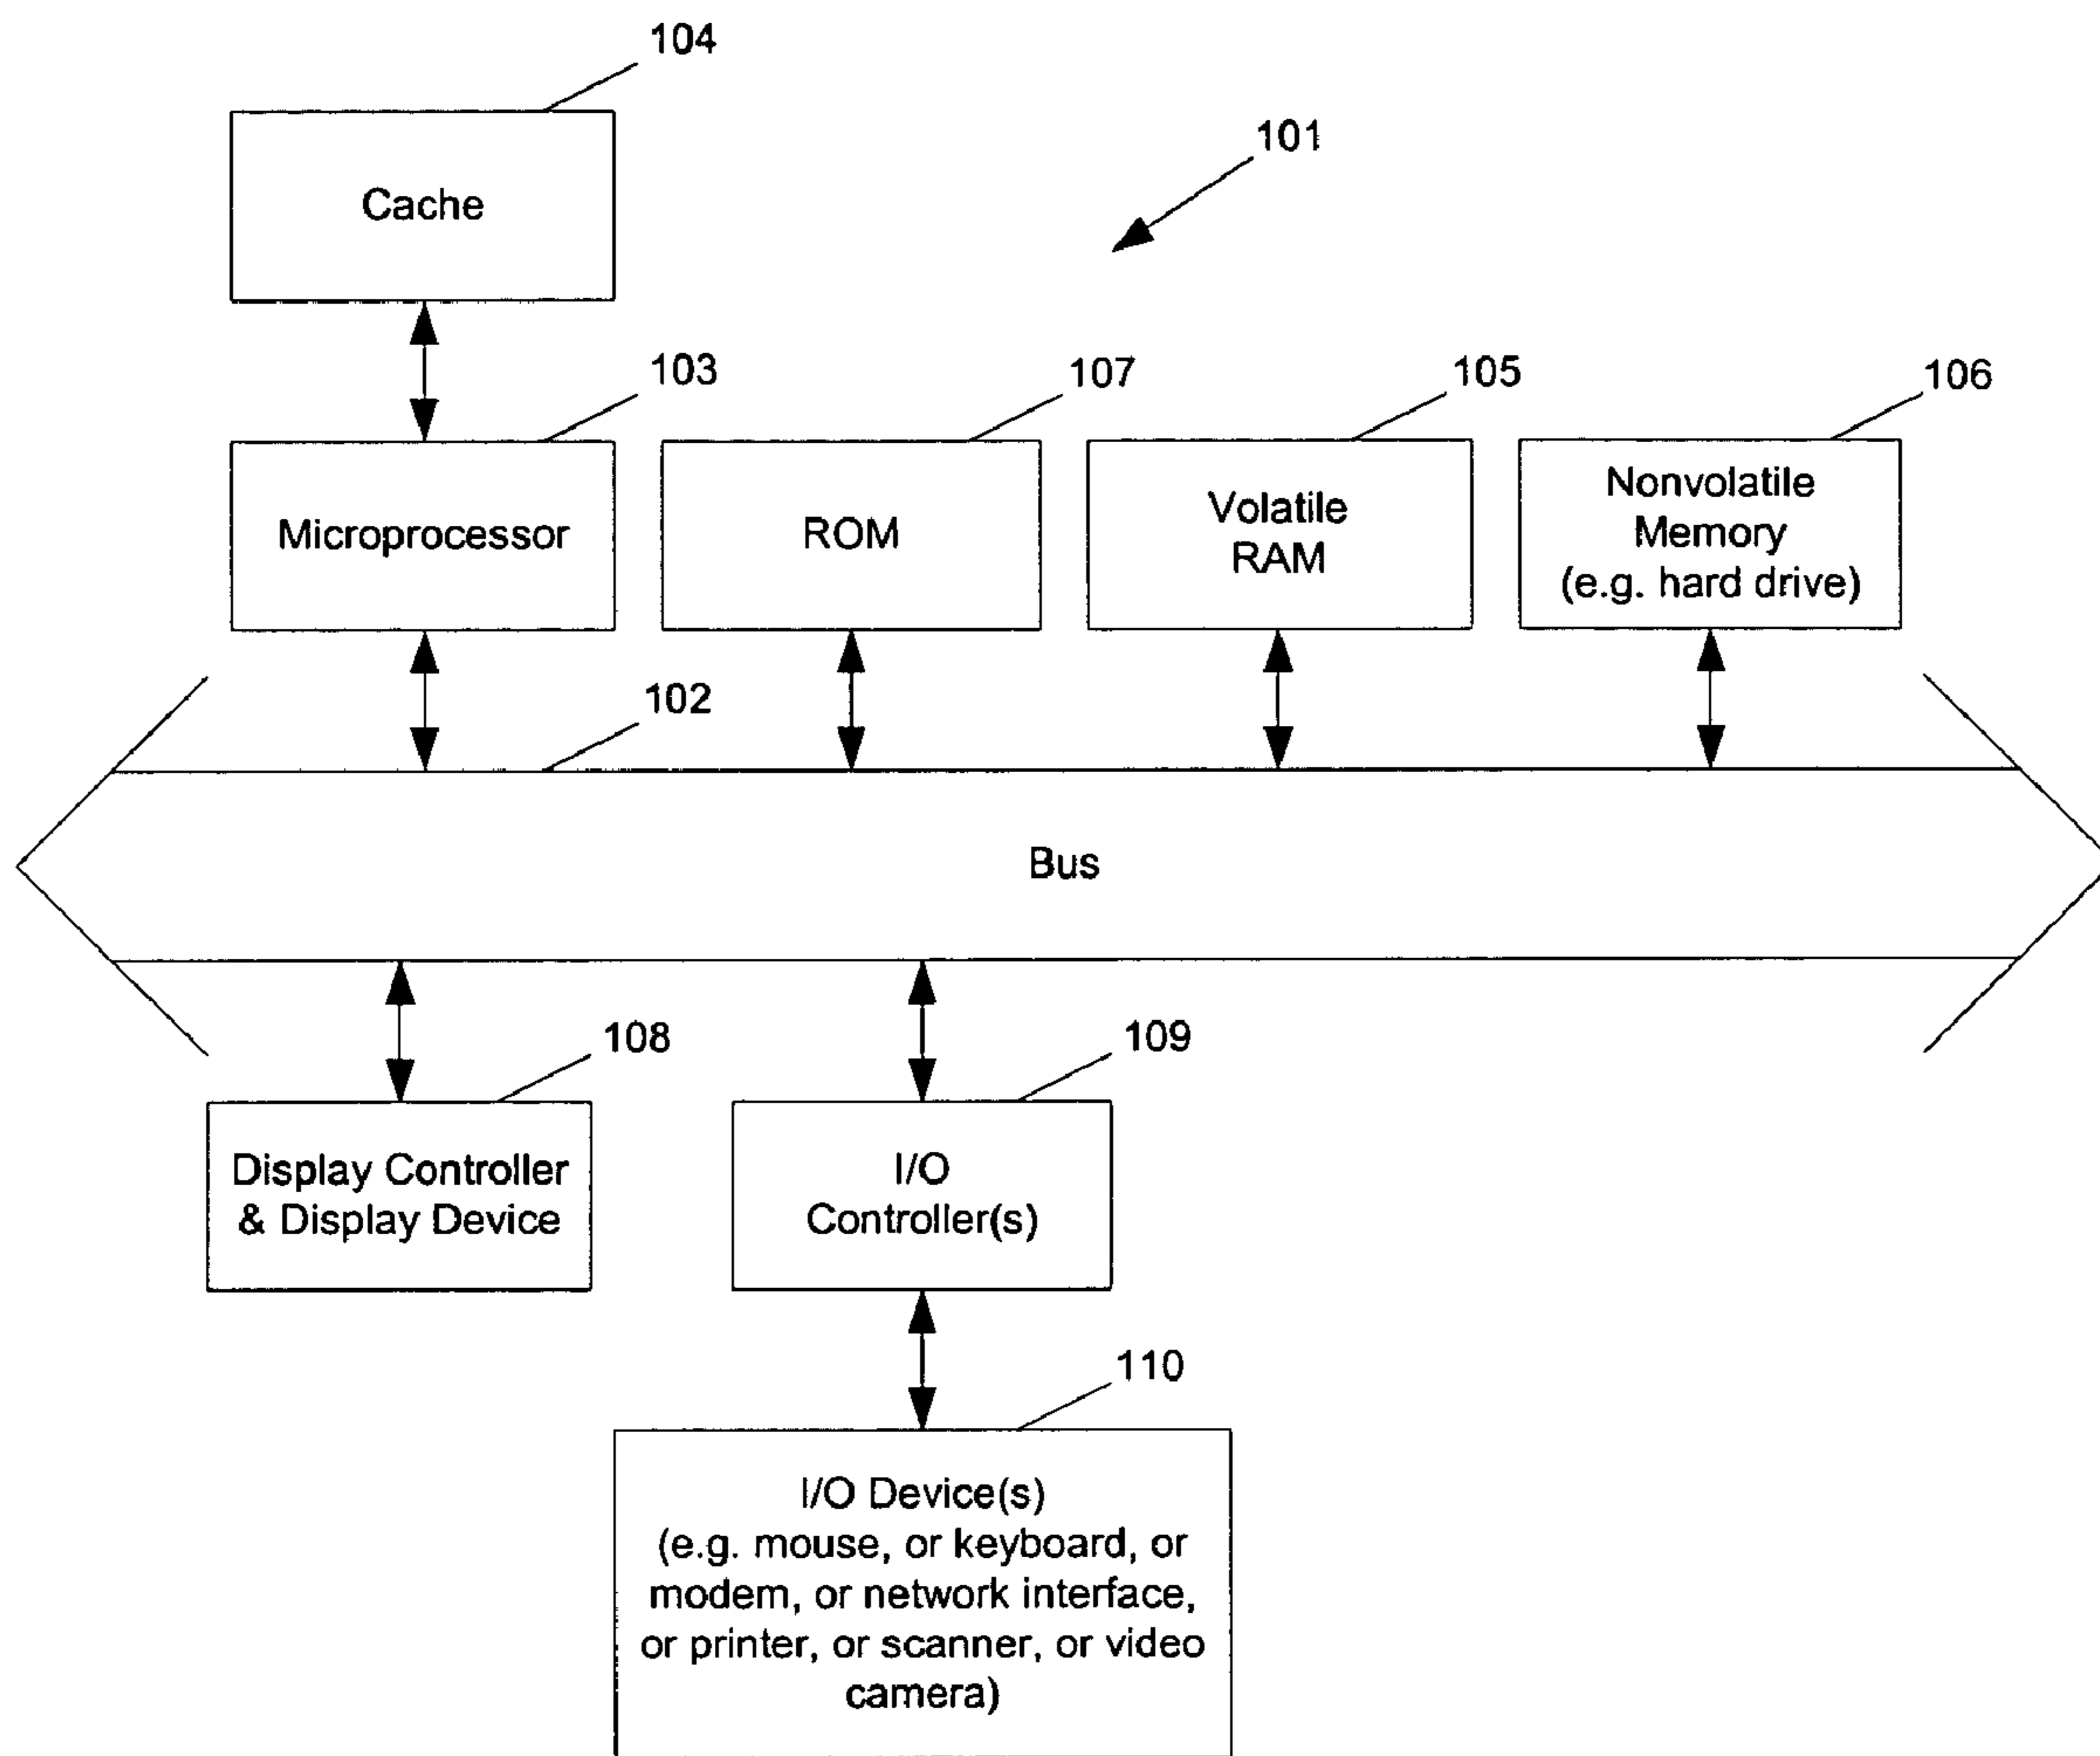 104
101
Cache
103
107
105
106
Microprocessor
ROM
Volatile
RAM
Nonvolatile
Memory
(e.g. hard drive)
102
Bus
108
109
Display Controller
& Display Device
I/O
Controller(s)
110
I/O Device(s)
(e.g. mouse, or keyboard, or
modem, or network interface,
or printer, or scanner, or video
camera)